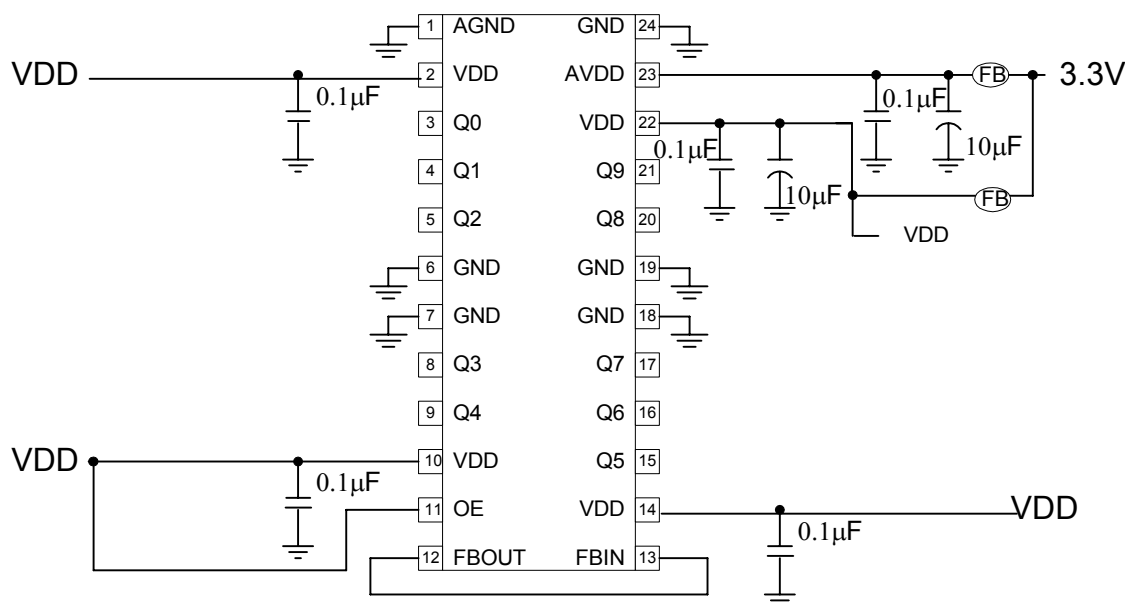 1 AGND GND 24
VDD 2 VDD AVDD 23 FB 3.3V
0.1µF 0.1µF 10µF
3 Q0 VDD 22
0.1µF 10µF
4 Q1 Q9 21
FB
5 Q2 Q8 20
VDD
6 GND GND 19
7 GND GND 18
8 Q3 Q7 17
9 Q4 Q6 16
VDD 10 VDD Q5 15
0.1µF
11 OE VDD 14 VDD
0.1µF
12 FBOUT FBIN 13